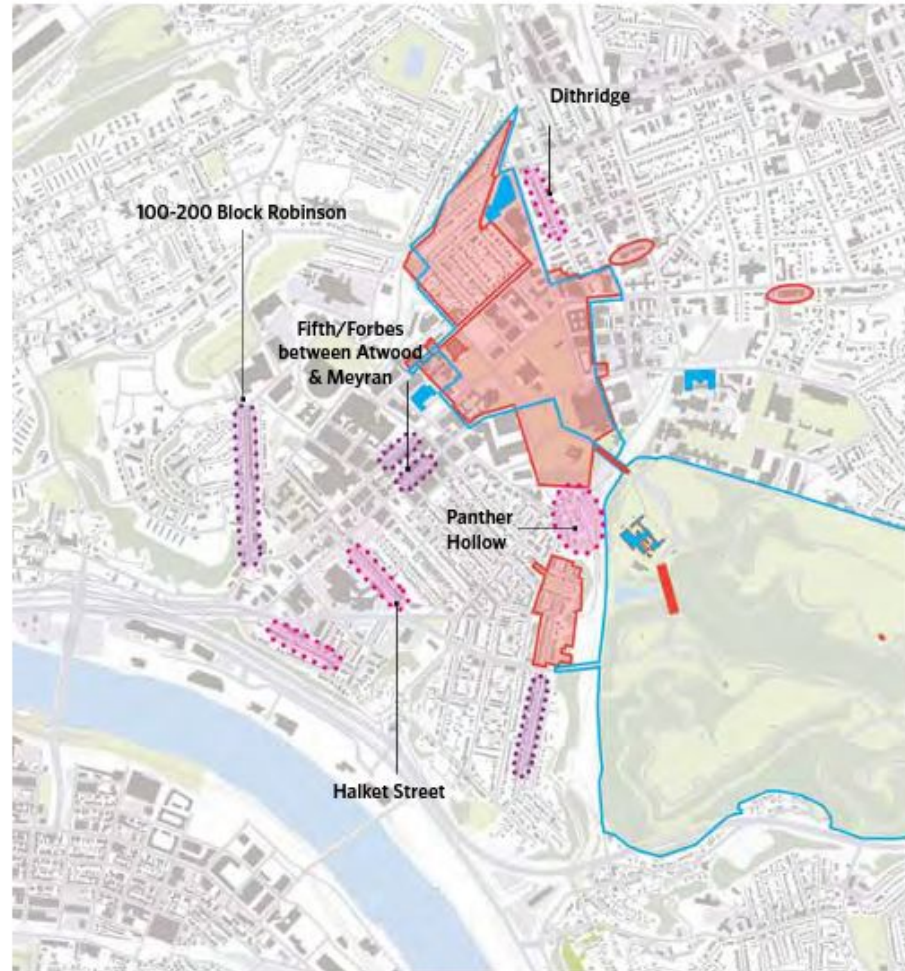 Dithridge
100-200 Block Robinson
Fifth/Forbes
between Atwood
& Meyran
Panther
Hollow
Halket Street